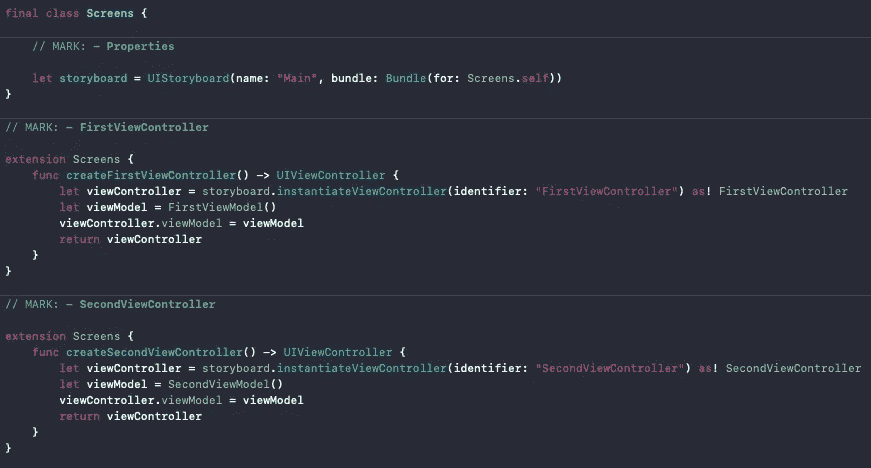 final class Screens {
// MARK: - Properties
let storyboard = UIStoryboard(name: "Main", bundle: Bundle(for: Screens.self))
}
// MARK: - FirstViewController
extension Screens {
func createFirstViewController() -> UIViewController {
let viewController = storyboard.instantiateViewController(identifier: "FirstViewController") as! FirstViewController
let viewModel = FirstViewModel()
viewController.viewModel = viewModel
return viewController
}
}
// MARK: - SecondViewController
extension Screens {
func createSecondViewController() -> UIViewController {
let viewController = storyboard.instantiateViewController(identifier: "SecondViewController") as! SecondViewController
let viewModel = SecondViewModel()
viewController.viewModel = viewModel
return viewController
}
}